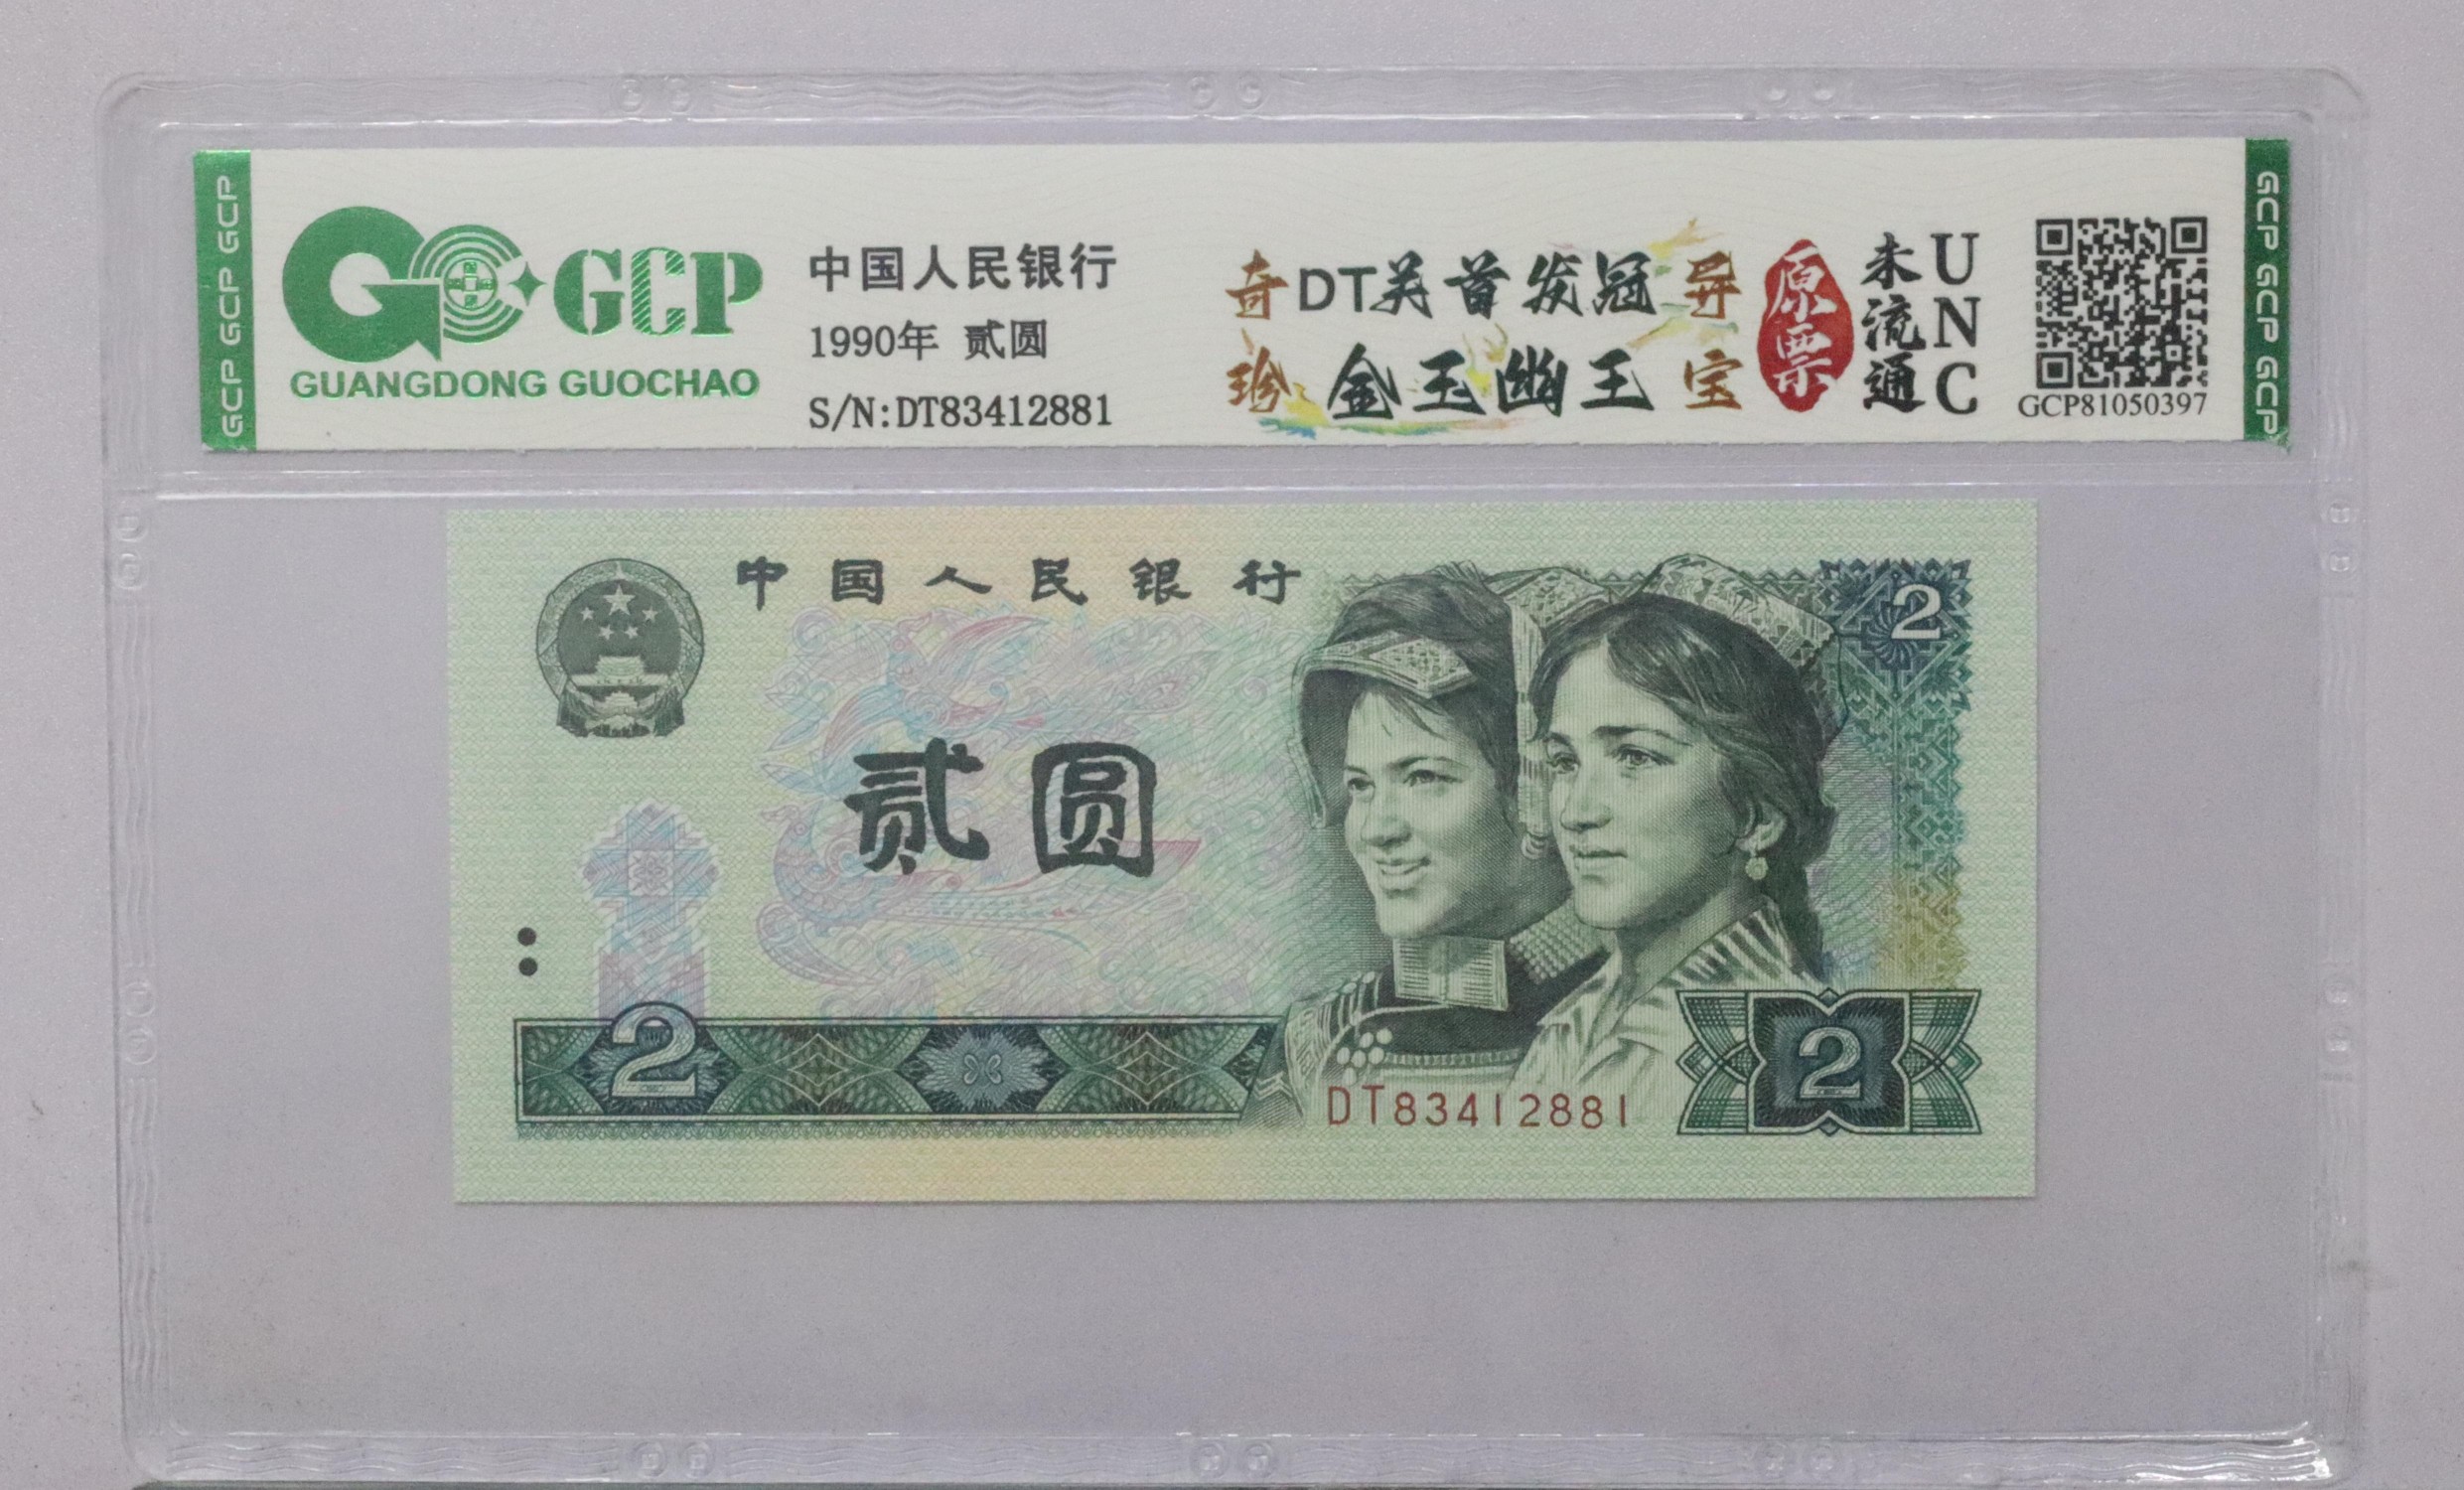 GCP GCP GCP
GCP
GUANGDONG GUOCHAO
中国人民银行
1990年 贰圆
S/N:DT83412881
奇DT关首发冠异
珍金玉幽王宝
原票
未流通
UNC
GCP81050397
GCP GCP GCP
中国人民银行
2
贰圆
2
2
DT83412881